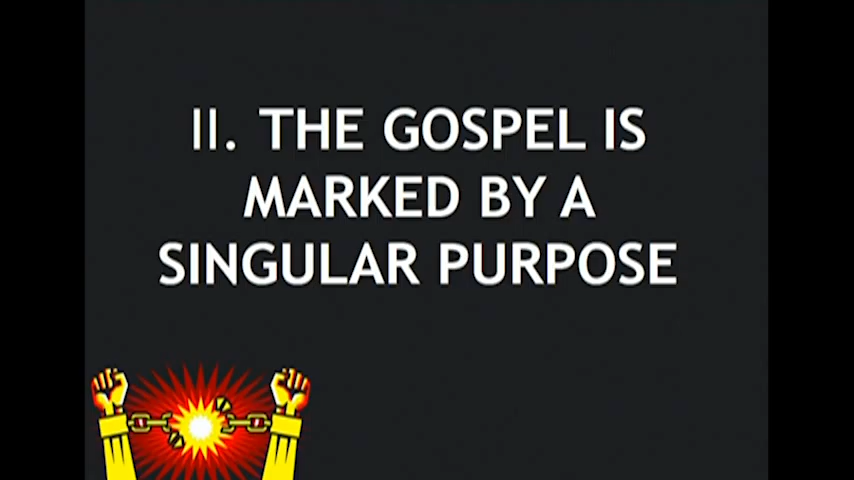 II. THE GOSPEL IS
MARKED BY A
SINGULAR PURPOSE